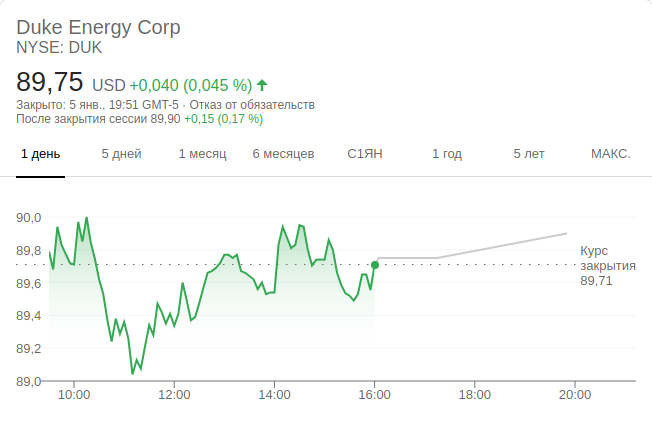 Duke Energy Corp
NYSE: DUK
89,75 USD +0,040 (0,045 %)
Закрыто: 5 янв., 19:51 GMT-5 · Отказ от обязательств
После закрытия сессии 89,90 +0,15 (0,17 %)
1 день 5 дней 1 месяц 6 месяцев С1ЯН 1 год 5 лет МАКС.
90,0
89,8
89,6
89,4
89,2
89,0
Курс
закрытия
89,71
10:00 12:00 14:00 16:00 18:00 20:00